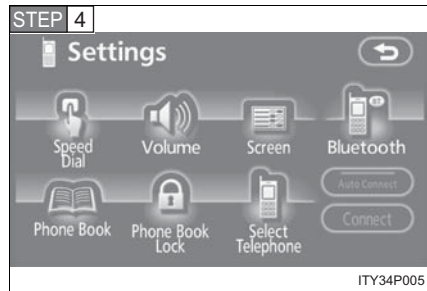 STEP 4
Settings
Speed
Dial
Volume
Screen
Bluetooth
Auto Connect
Connect
Phone Book
Phone Book
Lock
Select
Telephone
ITY34P005